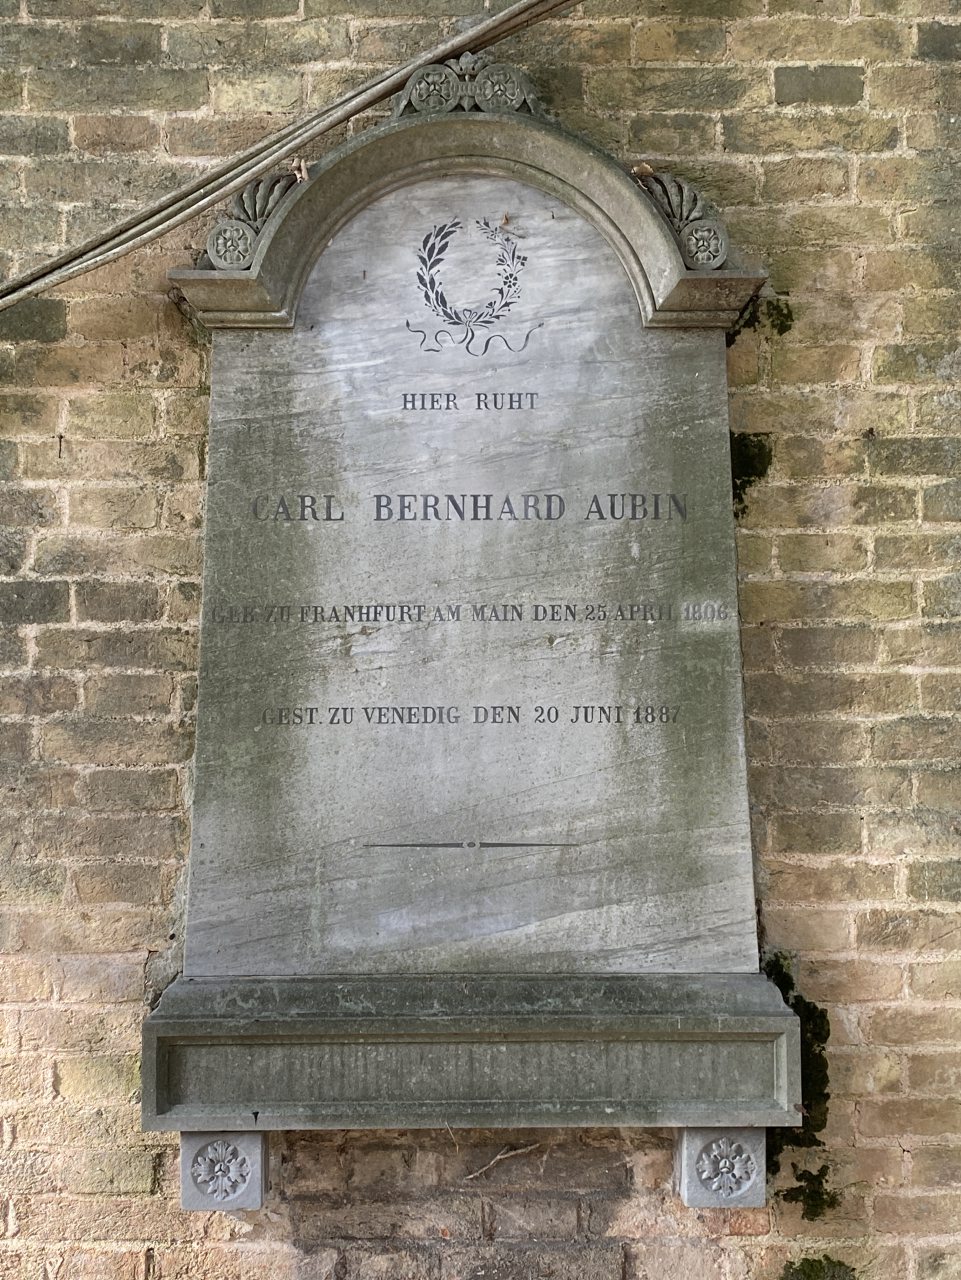 HIER RUHT
CARL BERNHARD AUBIN
GEB. ZU FRANHFURT AM MAIN DEN 25 APRIL 1806
GEST. ZU VENEDIG DEN 20 JUNI 1887